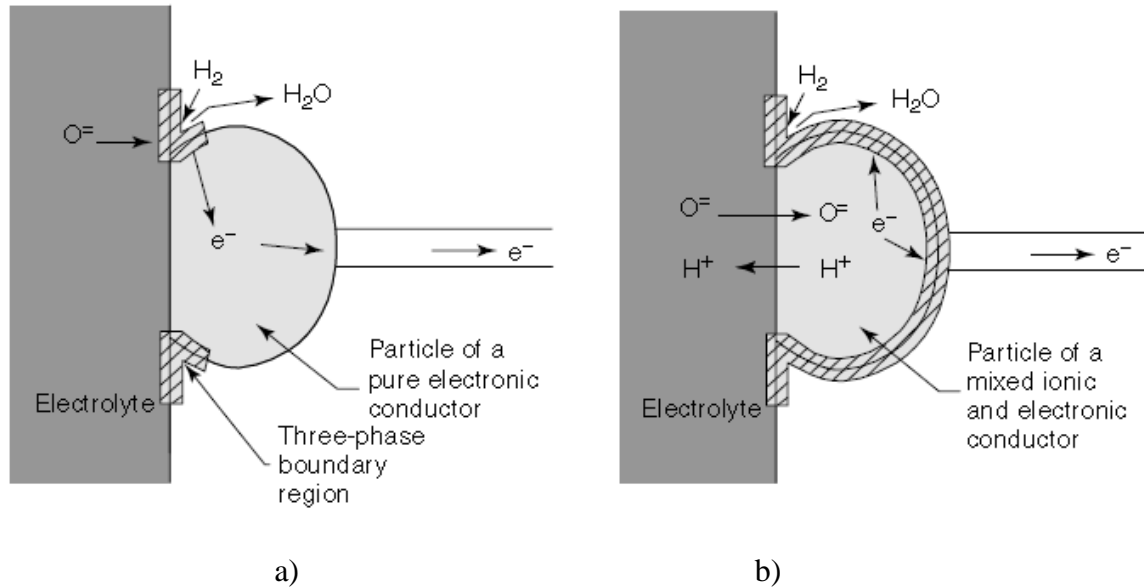 H2
H2O
O=
e-
e-
Particle of a
pure electronic
conductor
Electrolyte
Three-phase
boundary
region
a)
H2
H2O
O=
O=
e-
H+
H+
e-
Particle of a
mixed ionic
and electronic
conductor
Electrolyte
b)